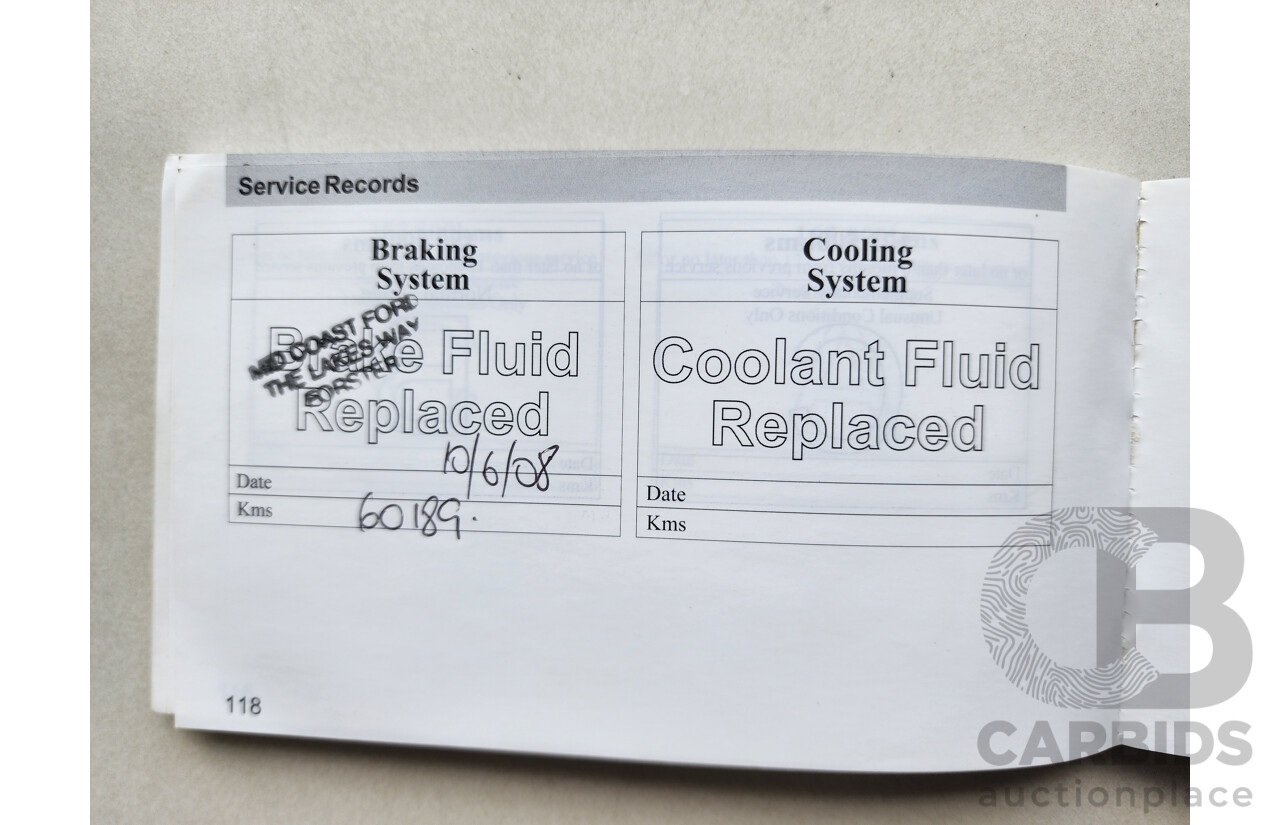 Service Records
Braking
System
MID COAST FORD
THE LAKES WAY
FORSTER
Brake Fluid
Replaced
Date 10/6/08
Kms 60189.
Cooling
System
Coolant Fluid
Replaced
Date
Kms
118
CB
CARBIDS
auctionplace